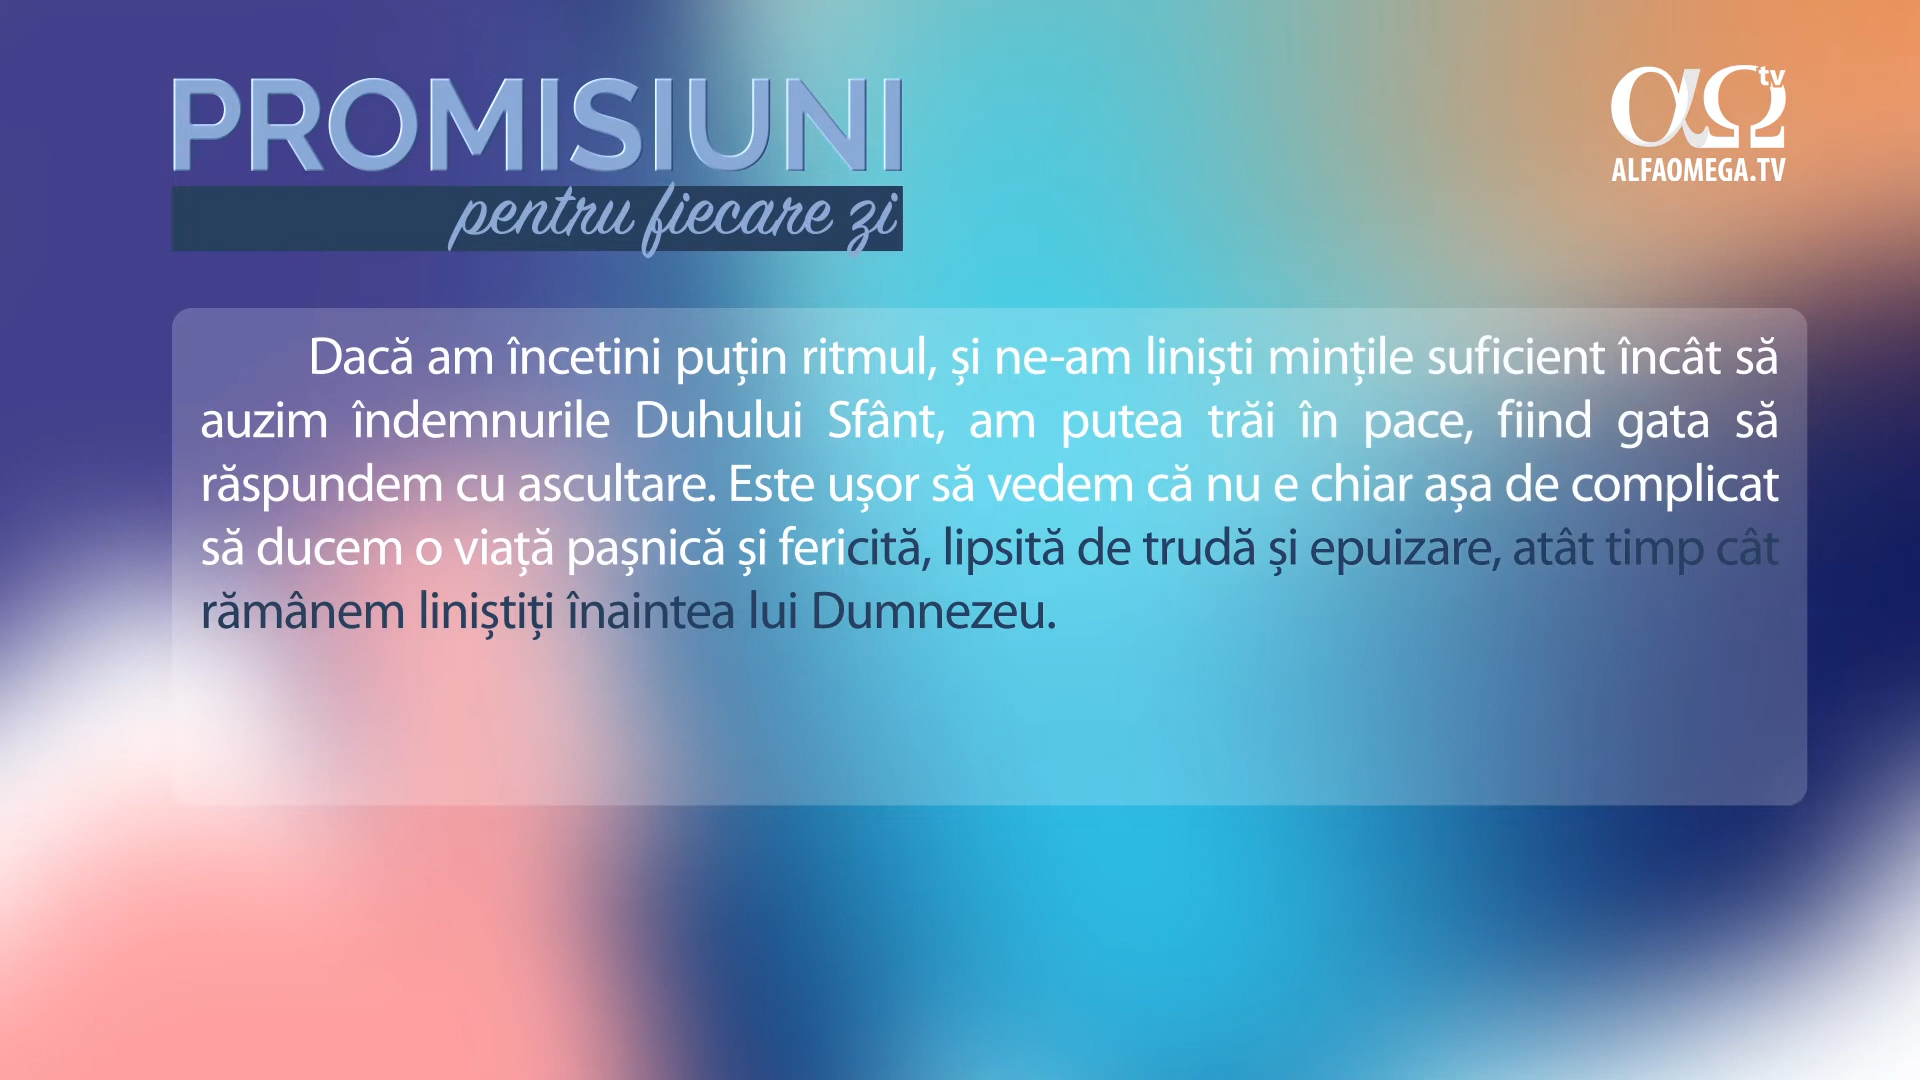 PROMISIUNI
pentru fiecare zi
αΩ tv
ALFAOMEGA.TV
Dacă am încetini puțin ritmul, și ne-am liniști mințile suficient încât să
auzim îndemnurile Duhului Sfânt, am putea trăi în pace, fiind gata să
răspundem cu ascultare. Este ușor să vedem că nu e chiar așa de complicat
să ducem o viață pașnică și fericită, lipsită de trudă și epuizare, atât timp cât
rămânem liniștiți înaintea lui Dumnezeu.